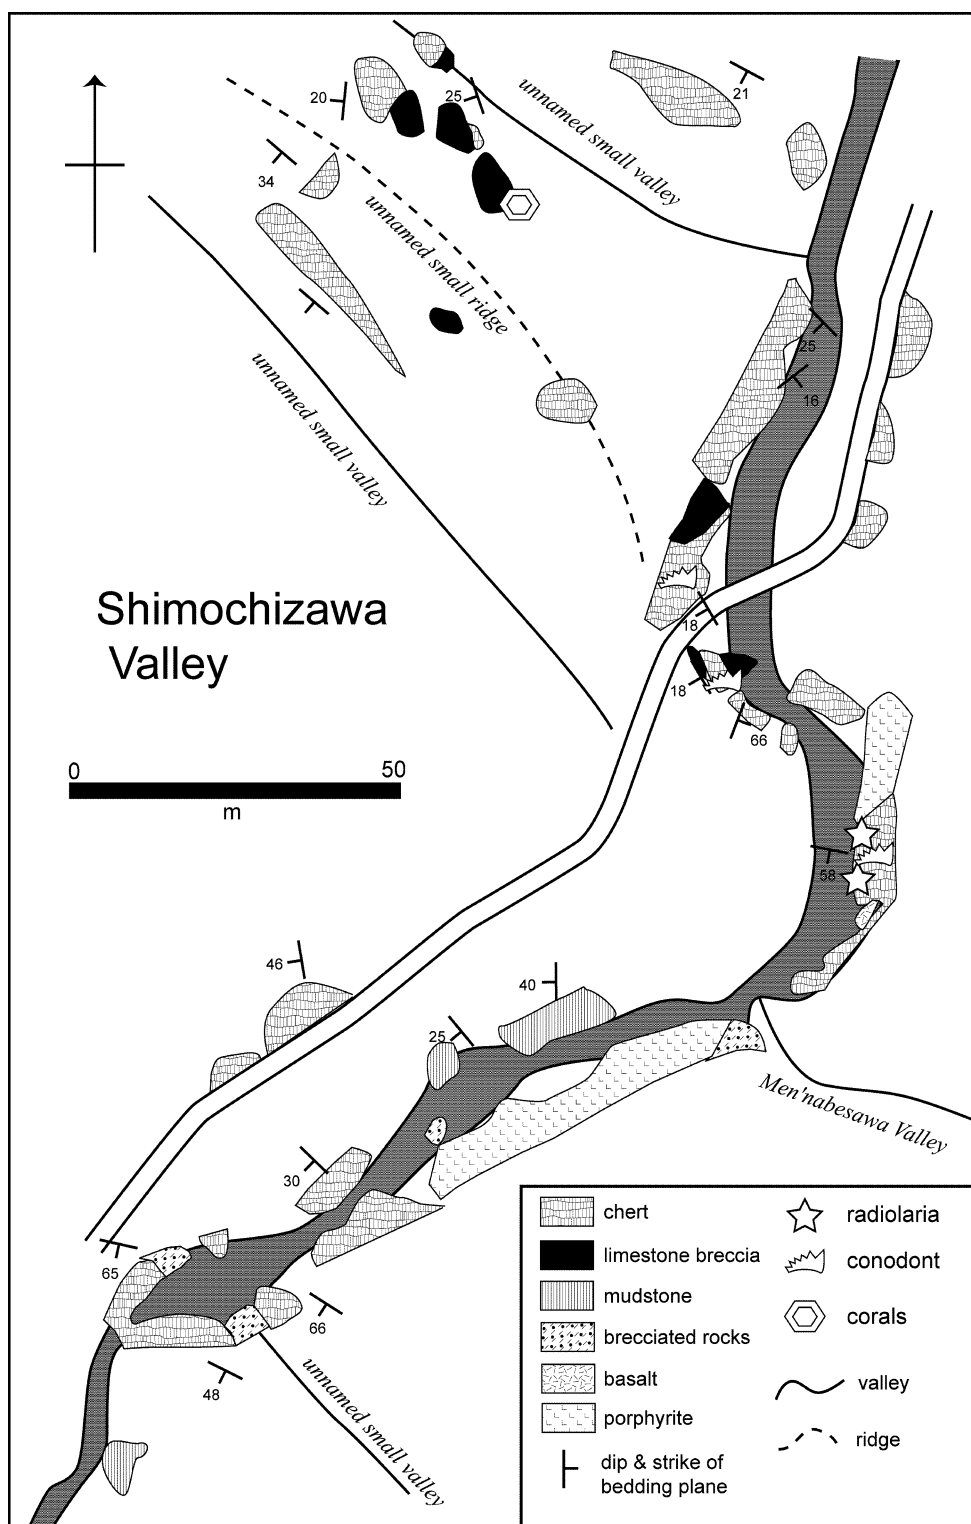 20
25
unnamed small valley
21
34
unnamed small ridge
unnamed small valley
25
16
Shimochizawa
Valley
18
18
66
0 50
m
58
46
40
25
Men'nabesawa Valley
30
65
66
48
unnamed small valley
chert
limestone breccia
mudstone
brecciated rocks
basalt
porphyrite
dip & strike of
bedding plane
radiolaria
conodont
corals
valley
ridge